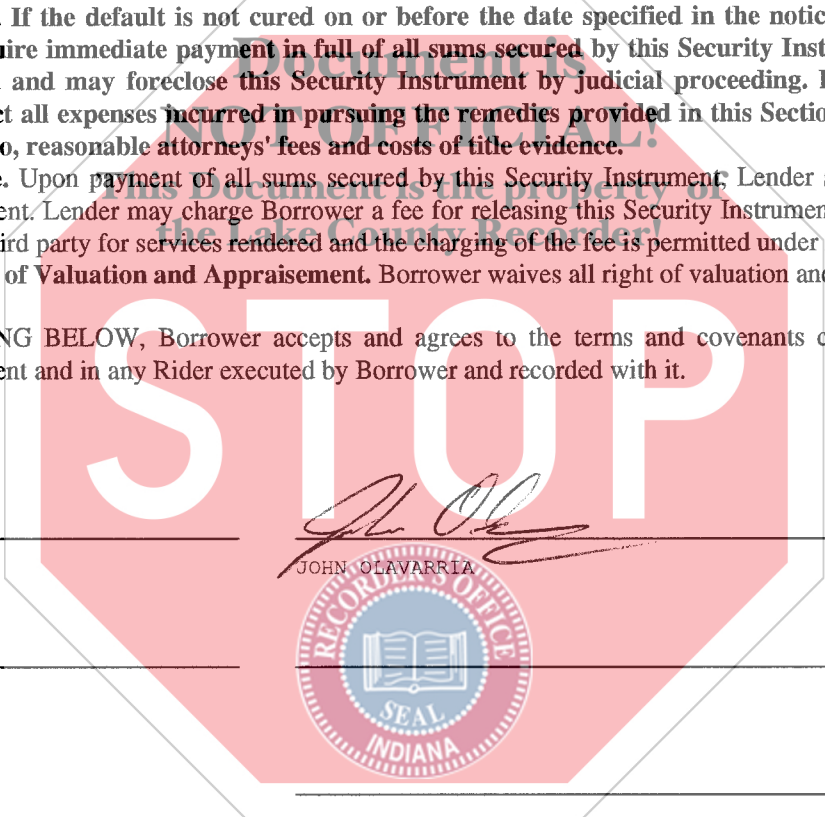 . If the default is not cured on or before the date specified in the notic
uire immediate payment in full of all sums secured by this Security Inst
and may foreclose this Security Instrument by judicial proceeding.
ct all expenses incurred in pursuing the remedies provided in this Sectio
o, reasonable attorneys' fees and costs of title evidence.
e. Upon payment of all sums secured by this Security Instrument, Lender
ent. Lender may charge Borrower a fee for releasing this Security Instrumen
ird party for services rendered and the charging of the fee is permitted under
of Valuation and Appraisement. Borrower waives all right of valuation and
NG BELOW, Borrower accepts and agrees to the terms and covenants c
ent and in any Rider executed by Borrower and recorded with it.
Document is
NOT OFFICIAL!
This Document is the property of
the Lake County Recorder!
STOP
JOHN OLAVARRIA
RECORDER'S OFFICE
SEAL
INDIANA